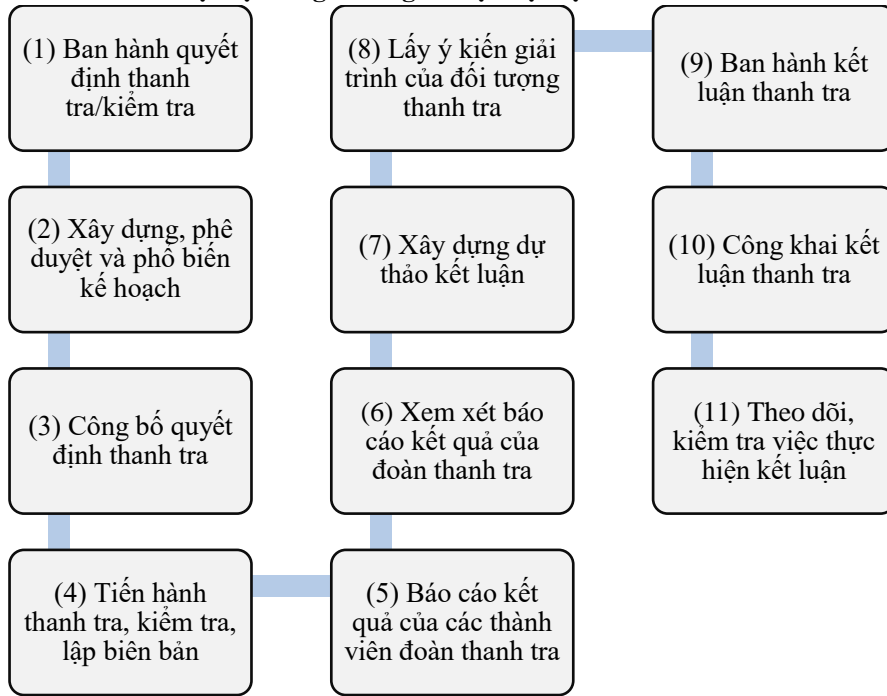 (1) Ban hành quyết
định thanh
tra/kiểm tra
(2) Xây dựng, phê
duyệt và phổ biến
kế hoạch
(3) Công bố quyết
định thanh tra
(4) Tiến hành
thanh tra, kiểm tra,
lập biên bản
(5) Báo cáo kết
quả của các thành
viên đoàn thanh tra
(6) Xem xét báo
cáo kết quả của
đoàn thanh tra
(7) Xây dựng dự
thảo kết luận
(8) Lấy ý kiến giải
trình của đối tượng
thanh tra
(9) Ban hành kết
luận thanh tra
(10) Công khai kết
luận thanh tra
(11) Theo dõi,
kiểm tra việc thực
hiện kết luận